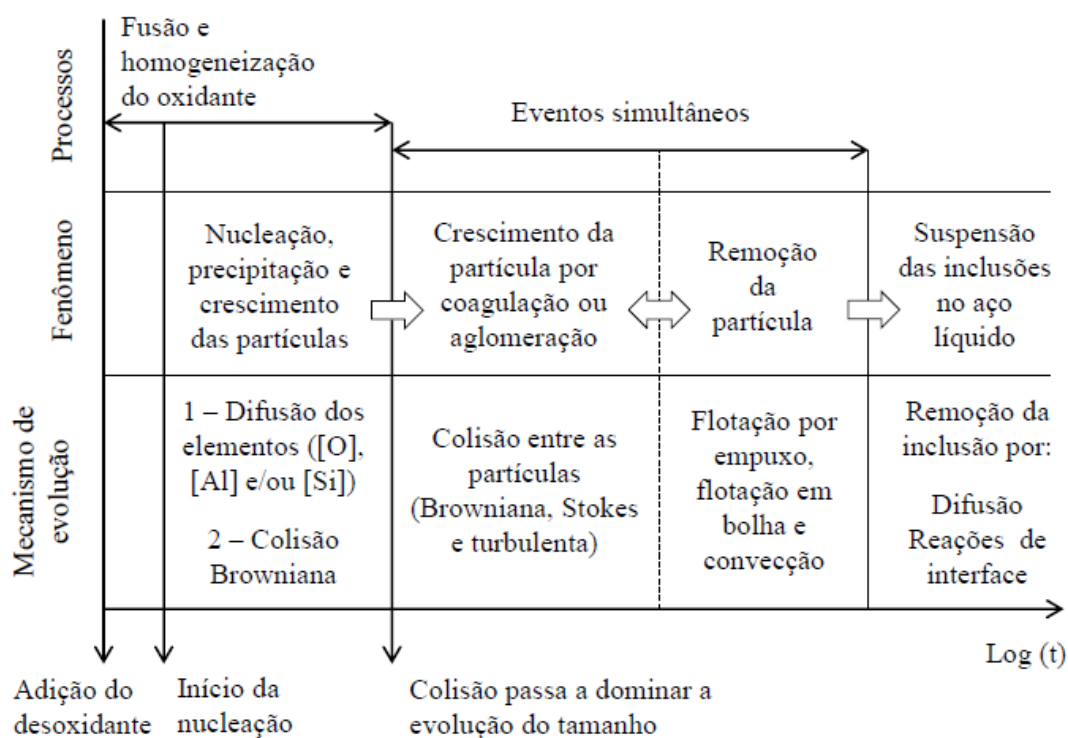 Processos
Fusão e
homogeneização
do oxidante
Eventos simultâneos
Fenômeno
Nucleação,
precipitação e
crescimento
das partículas
Crescimento da
partícula por
coagulação ou
aglomeração
Remoção
da
partícula
Suspensão
das inclusões
no aço
líquido
Mecanismo de
evolução
1 – Difusão dos
elementos ([O],
[Al] e/ou [Si])
2 – Colisão
Browniana
Colisão entre as
partículas
(Browniana, Stokes
e turbulenta)
Flotação por
empuxo,
flotação em
bolha e
convecção
Remoção da
inclusão por:
Difusão
Reações de
interface
Log (t)
Adição do
desoxidante
Início da
nucleação
Colisão passa a dominar a
evolução do tamanho